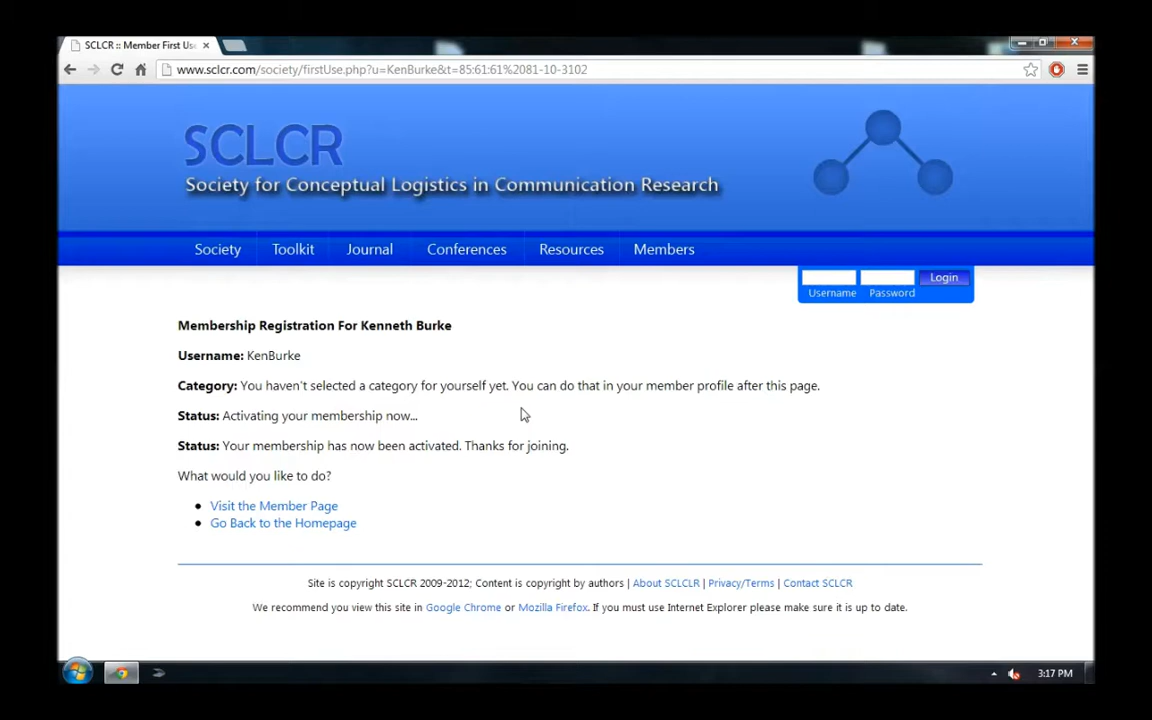 SCLCR :: Member First Us
www.sclcr.com/society/firstUse.php?u=KenBurke&t=85:61:61%2081-10-3102
SCLCR
Society for Conceptual Logistics in Communication Research
Society Toolkit Journal Conferences Resources Members
Login
Username Password
Membership Registration For Kenneth Burke
Username: KenBurke
Category: You haven't selected a category for yourself yet. You can do that in your member profile after this page.
Status: Activating your membership now...
Status: Your membership has now been activated. Thanks for joining.
What would you like to do?
Visit the Member Page
Go Back to the Homepage
Site is copyright SCLCR 2009-2012; Content is copyright by authors | About SCLCLR | Privacy/Terms | Contact SCLCR
We recommend you view this site in Google Chrome or Mozilla Firefox. If you must use Internet Explorer please make sure it is up to date.
3:17 PM